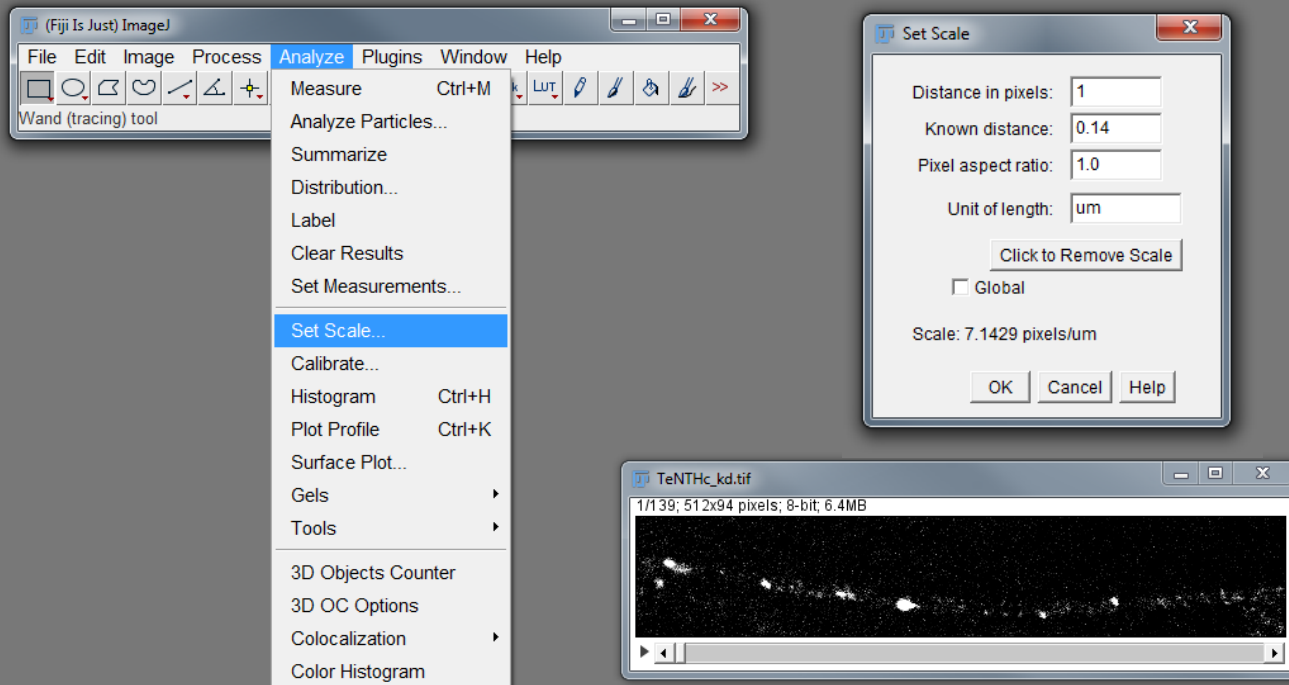 (Fiji Is Just) ImageJ
File Edit Image Process Analyze Plugins Window Help
LUT
>>
Wand (tracing) tool
Measure Ctrl+M
Analyze Particles...
Summarize
Distribution...
Label
Clear Results
Set Measurements...
Set Scale...
Calibrate...
Histogram Ctrl+H
Plot Profile Ctrl+K
Surface Plot...
Gels
Tools
3D Objects Counter
3D OC Options
Colocalization
Color Histogram
Set Scale
Distance in pixels: 1
Known distance: 0.14
Pixel aspect ratio: 1.0
Unit of length: um
Click to Remove Scale
Global
Scale: 7.1429 pixels/um
OK Cancel Help
TeNTHc_kd.tif
1/139; 512x94 pixels; 8-bit; 6.4MB